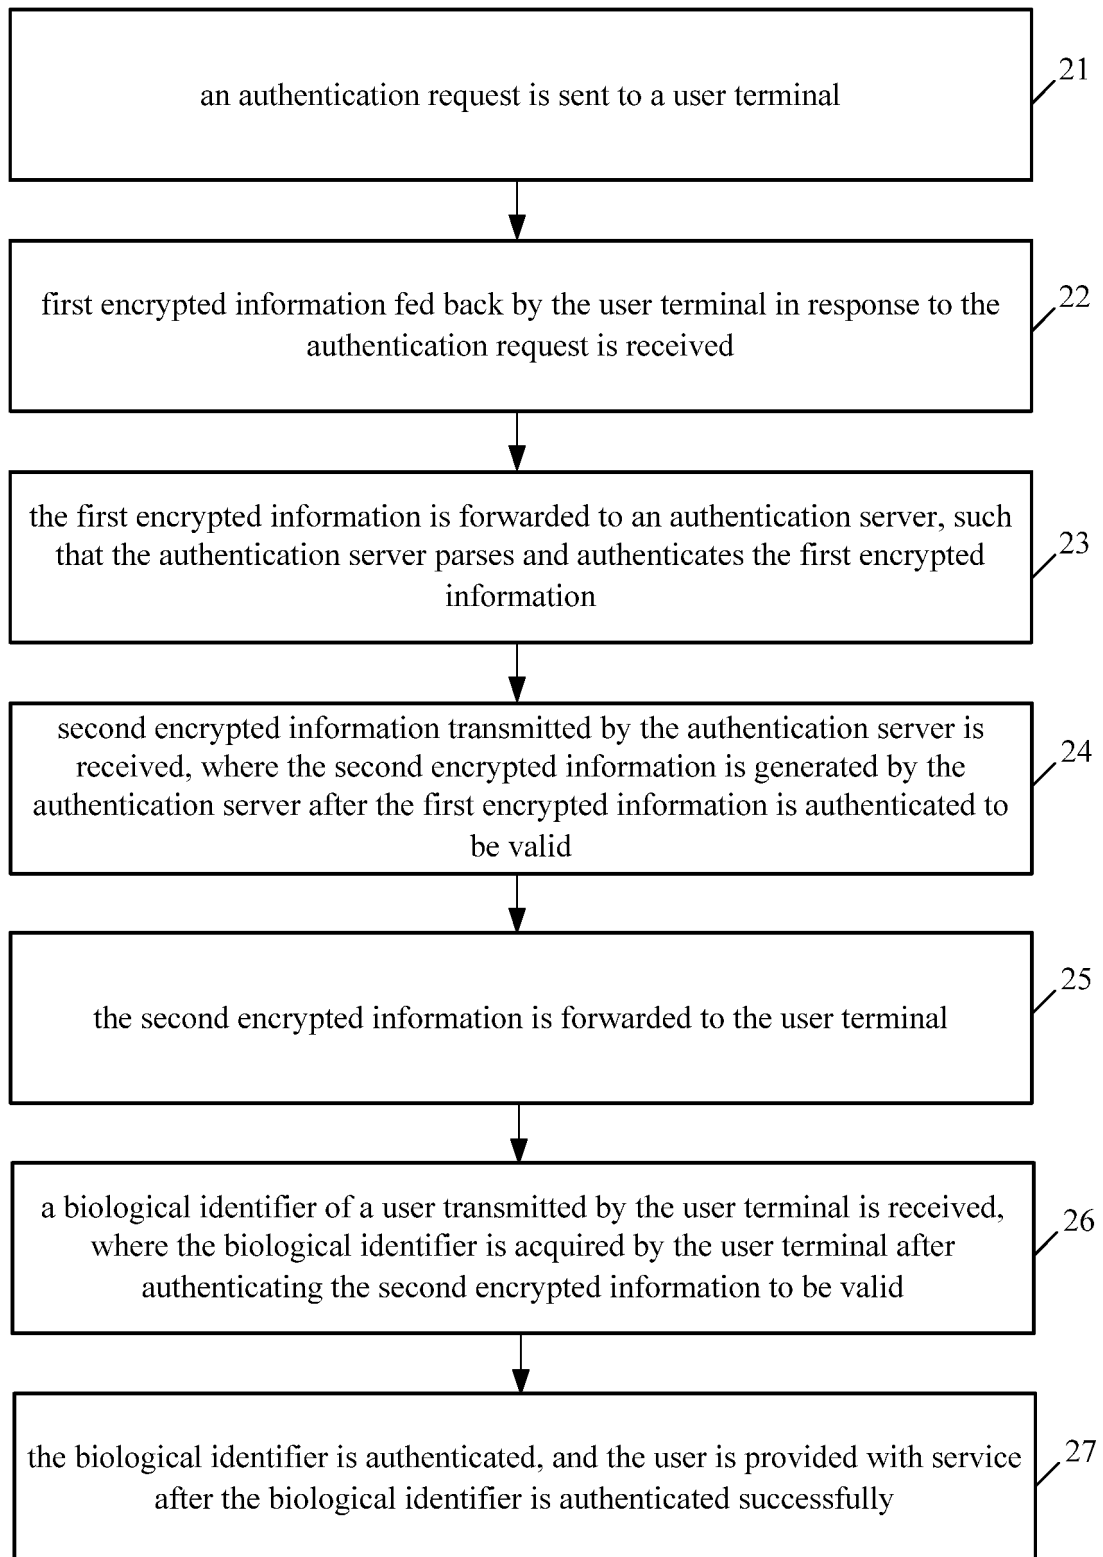 an authentication request is sent to a user terminal
21
first encrypted information fed back by the user terminal in response to the
authentication request is received
22
the first encrypted information is forwarded to an authentication server, such
that the authentication server parses and authenticates the first encrypted
information
23
second encrypted information transmitted by the authentication server is
received, where the second encrypted information is generated by the
authentication server after the first encrypted information is authenticated to
be valid
24
the second encrypted information is forwarded to the user terminal
25
a biological identifier of a user transmitted by the user terminal is received,
where the biological identifier is acquired by the user terminal after
authenticating the second encrypted information to be valid
26
the biological identifier is authenticated, and the user is provided with service
after the biological identifier is authenticated successfully
27